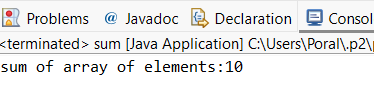 Problems @ Javadoc Declaration Consol
<terminated> sum [Java Application] C:\Users\Poral\.p2\
sum of array of elements:10